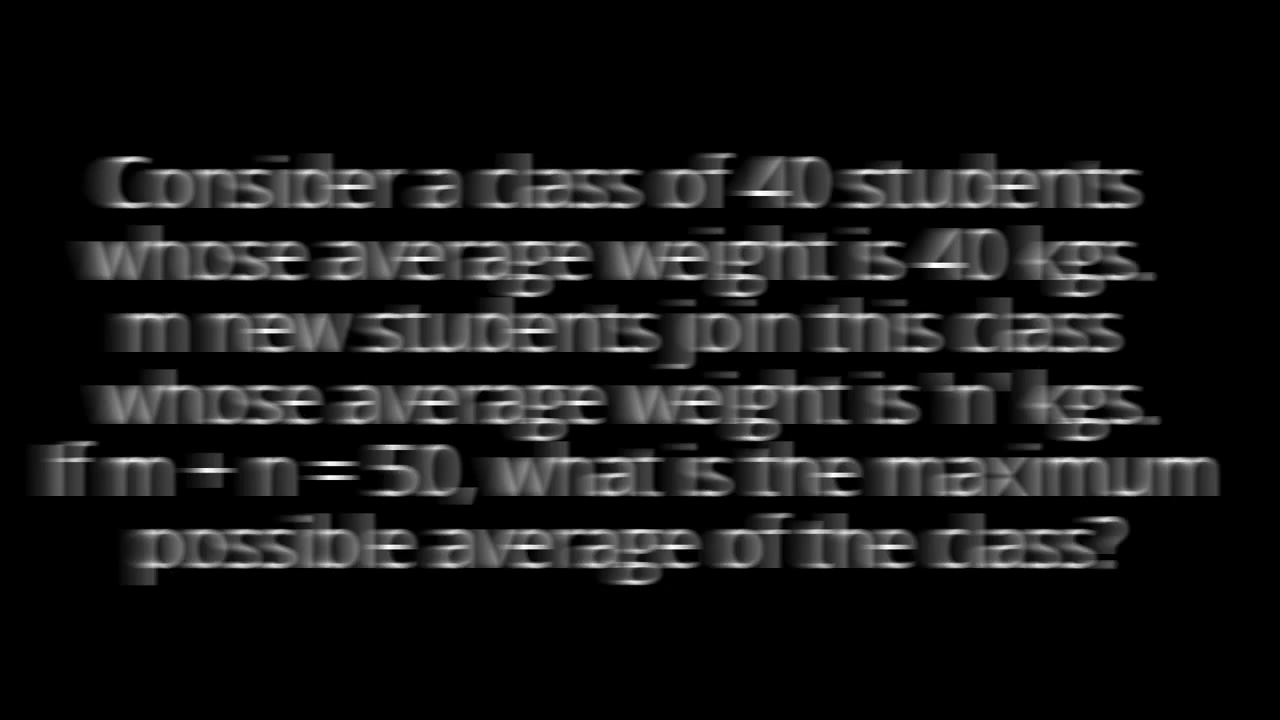 Consider a class of 40 students
whose average weight is 40 kgs.
m new students join this class
whose average weight is 'n' kgs.
If m + n = 50, what is the maximum
possible average of the class?